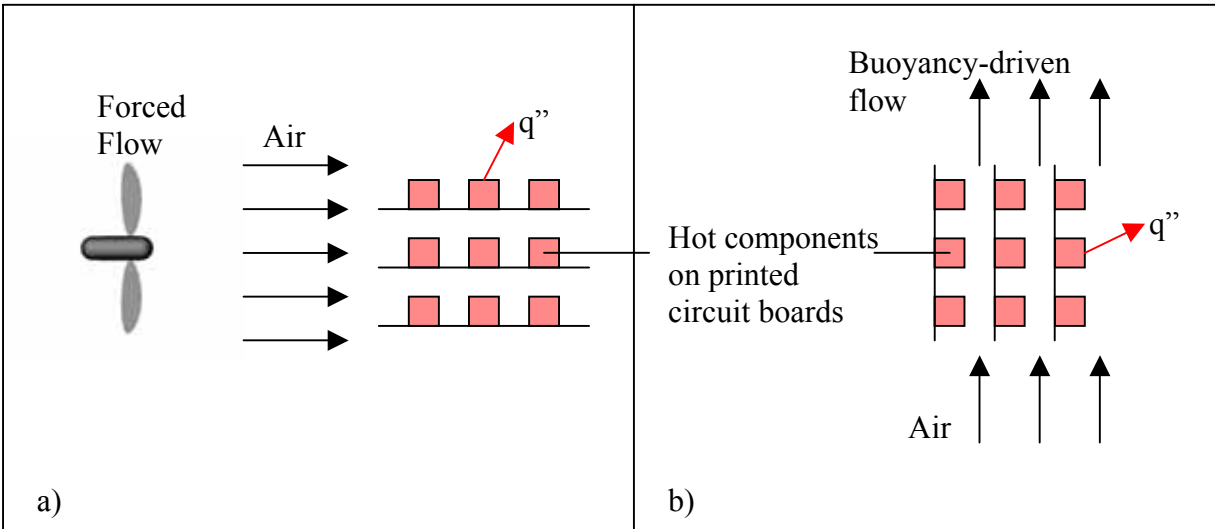 Forced
Flow
Air
q”
a)
Hot components
on printed
circuit boards
Buoyancy-driven
flow
q”
Air
b)